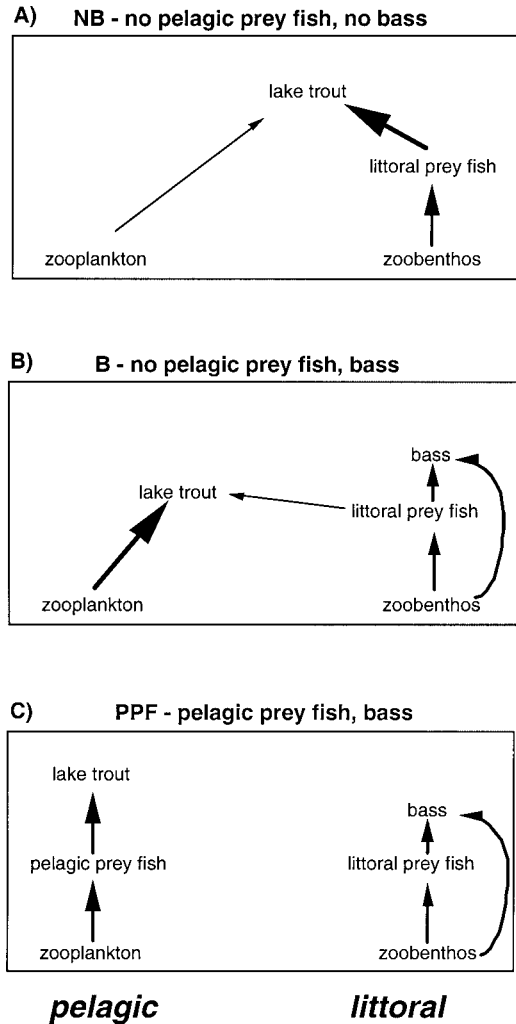 A) NB - no pelagic prey fish, no bass
lake trout
littoral prey fish
zooplankton zoobenthos
B) B - no pelagic prey fish, bass
bass
lake trout
littoral prey fish
zooplankton zoobenthos
C) PPF - pelagic prey fish, bass
lake trout
bass
pelagic prey fish littoral prey fish
zooplankton zoobenthos
pelagic littoral